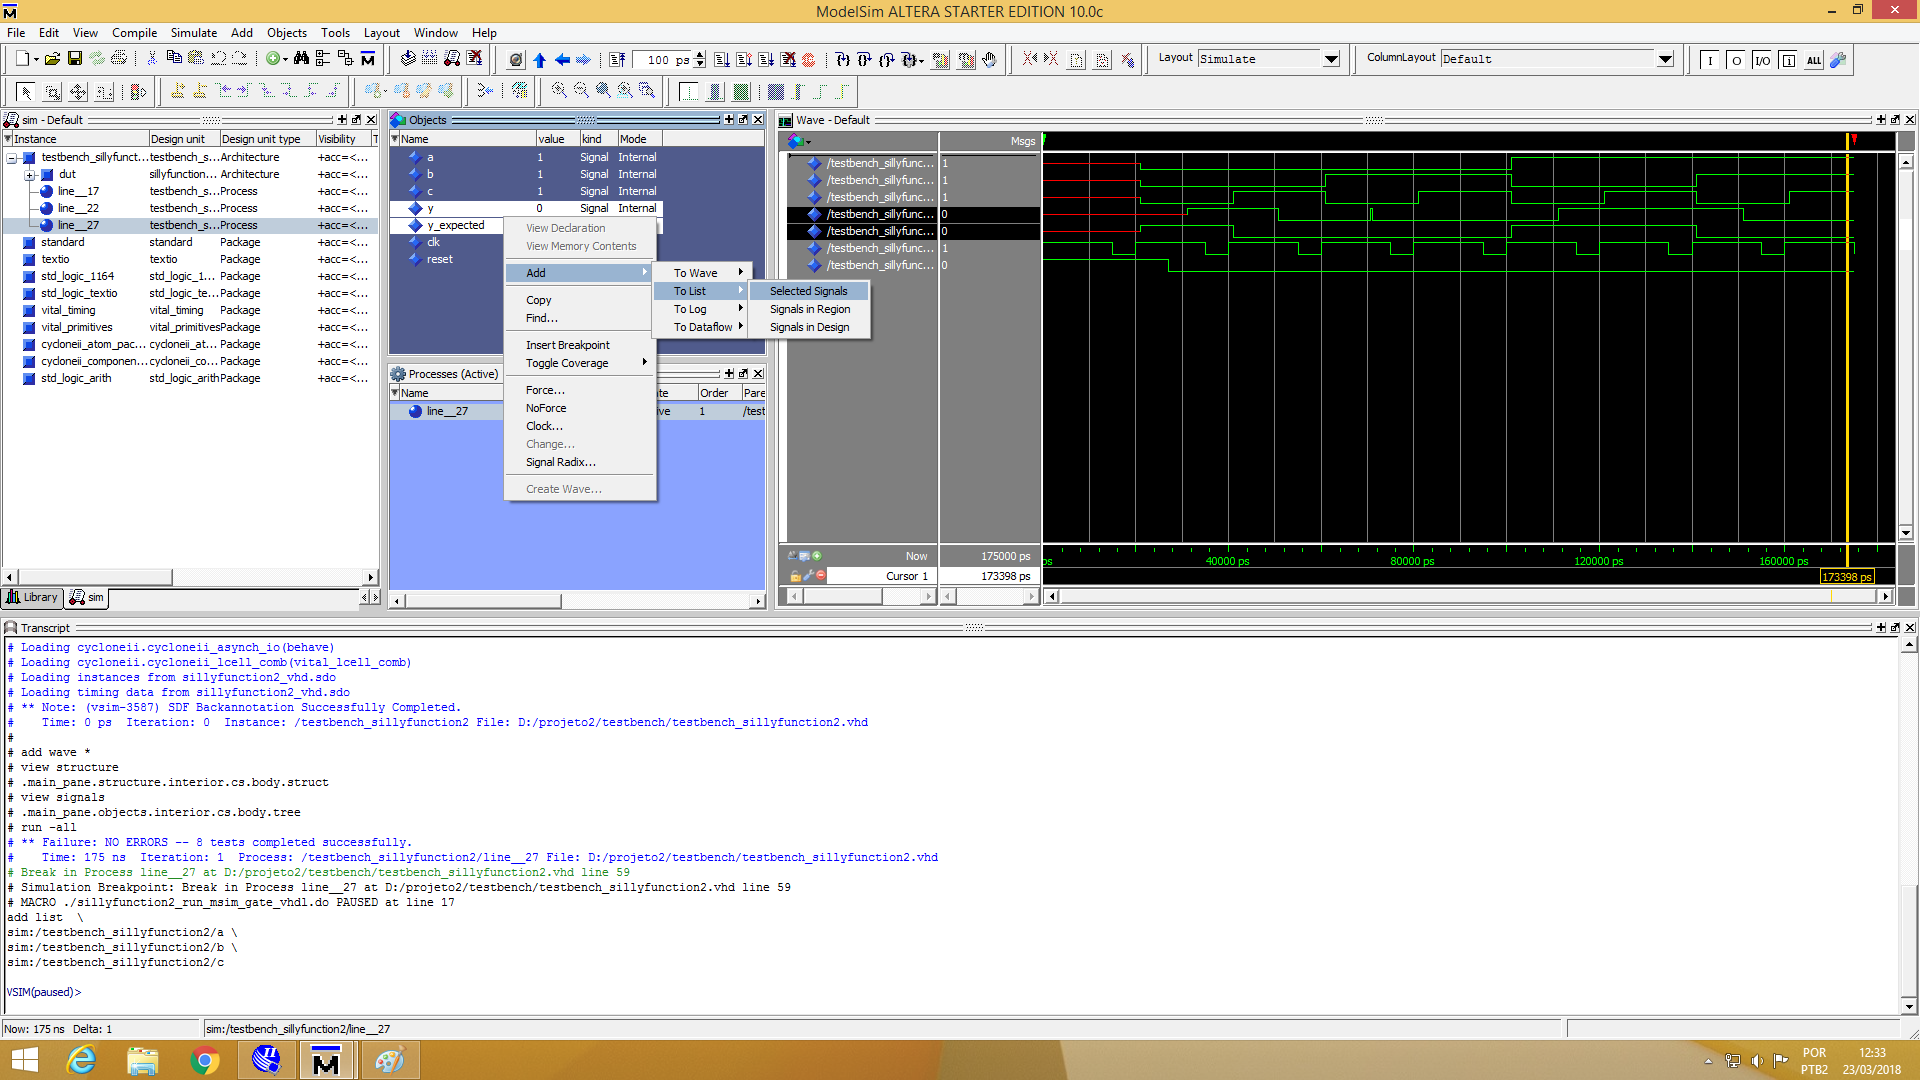 ModelSim ALTERA STARTER EDITION 10.0c
File Edit View Compile Simulate Add Objects Tools Layout Window Help
100 ps
Layout Simulate
ColumnLayout Default
ALL
sim - Default
Instance Design unit Design unit type Visibility T
testbench_sillyfunct... testbench_s... Architecture +acc=<...
dut sillyfunction... Architecture +acc=<...
line__17 testbench_s... Process +acc=<...
line__22 testbench_s... Process +acc=<...
line__27 testbench_s... Process +acc=<...
standard standard Package +acc=<...
textio textio Package +acc=<...
std_logic_1164 std_logic_1... Package +acc=<...
std_logic_textio std_logic_te... Package +acc=<...
vital_timing vital_timing Package +acc=<...
vital_primitives vital_primitives Package +acc=<...
cycloneii_atom_pac... cycloneii_at... Package +acc=<...
cycloneii_componen... cycloneii_co... Package +acc=<...
std_logic_arith std_logic_arith Package +acc=<...
Library sim
Objects
Name value kind Mode
a 1 Signal Internal
b 1 Signal Internal
c 1 Signal Internal
y 0 Signal Internal
y_expected
clk
reset
View Declaration
View Memory Contents
Add
Copy
Find...
Insert Breakpoint
Toggle Coverage
Force...
NoForce
Clock...
Change...
Signal Radix...
Create Wave...
To Wave
To List
To Log
To Dataflow
Selected Signals
Signals in Region
Signals in Design
Processes (Active)
Name Order Pare
line__27 ive 1 /test
Wave - Default
Msgs
/testbench_sillyfunc... 1
/testbench_sillyfunc... 1
/testbench_sillyfunc... 1
/testbench_sillyfunc... 0
/testbench_sillyfunc... 0
/testbench_sillyfunc... 1
/testbench_sillyfunc... 0
Now 175000 ps
ps 40000 ps 80000 ps 120000 ps 160000 ps
Cursor 1 173398 ps
173398 ps
Transcript
# Loading cycloneii.cycloneii_asynch_io(behave)
# Loading cycloneii.cycloneii_lcell_comb(vital_lcell_comb)
# Loading instances from sillyfunction2_vhd.sdo
# Loading timing data from sillyfunction2_vhd.sdo
# ** Note: (vsim-3587) SDF Backannotation Successfully Completed.
# Time: 0 ps Iteration: 0 Instance: /testbench_sillyfunction2 File: D:/projeto2/testbench/testbench_sillyfunction2.vhd
#
# add wave *
# view structure
# .main_pane.structure.interior.cs.body.struct
# view signals
# .main_pane.objects.interior.cs.body.tree
# run -all
# ** Failure: NO ERRORS -- 8 tests completed successfully.
# Time: 175 ns Iteration: 1 Process: /testbench_sillyfunction2/line__27 File: D:/projeto2/testbench/testbench_sillyfunction2.vhd
# Break in Process line__27 at D:/projeto2/testbench/testbench_sillyfunction2.vhd line 59
# Simulation Breakpoint: Break in Process line__27 at D:/projeto2/testbench/testbench_sillyfunction2.vhd line 59
# MACRO ./sillyfunction2_run_msim_gate_vhdl.do PAUSED at line 17
add list \
sim:/testbench_sillyfunction2/a \
sim:/testbench_sillyfunction2/b \
sim:/testbench_sillyfunction2/c
VSIM(paused)>
Now: 175 ns Delta: 1
sim:/testbench_sillyfunction2/line__27
POR 12:33
PTB2 23/03/2018